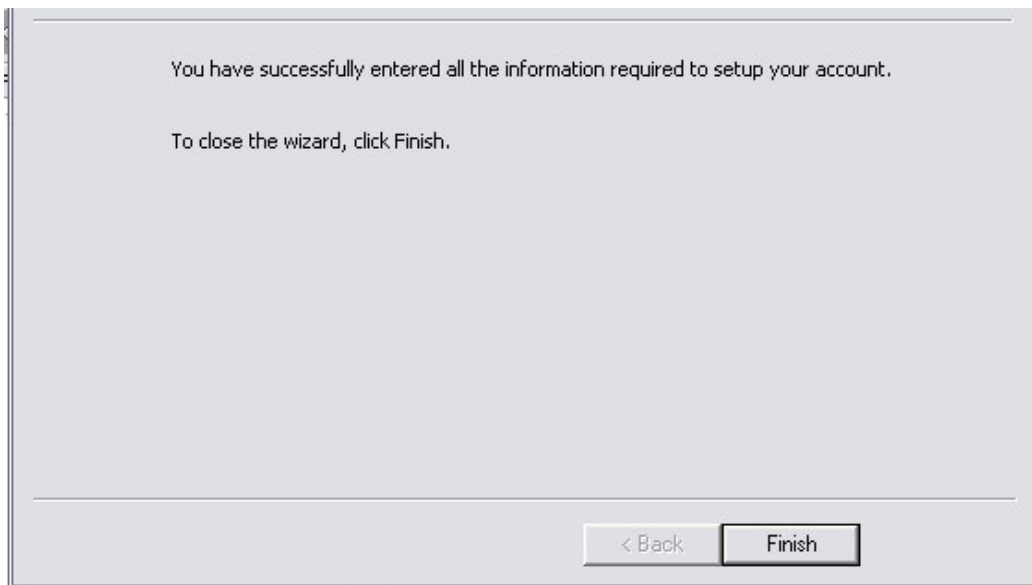 You have successfully entered all the information required to setup your account.
To close the wizard, click Finish.
< Back
Finish